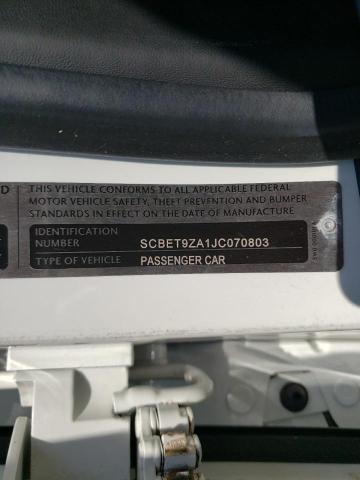 D THIS VEHICLE CONFORMS TO ALL APPLICABLE FEDERAL
MOTOR VEHICLE SAFETY, THEFT PREVENTION AND BUMPER
STANDARDS IN EFFECT ON THE DATE OF MANUFACTURE
IDENTIFICATION
NUMBER SCBET9ZA1JC070803
TYPE OF VEHICLE PASSENGER CAR